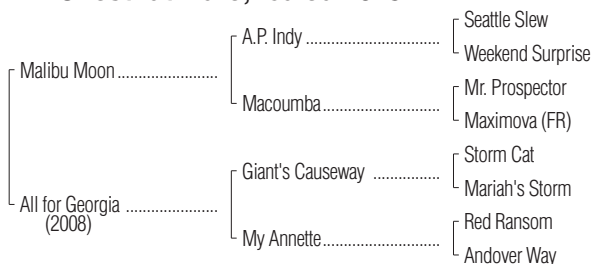 Seattle Slew
A.P. Indy
Weekend Surprise
Malibu Moon
Mr. Prospector
Macoumba
Maximova (FR)
Storm Cat
Giant's Causeway
Mariah's Storm
All for Georgia
(2008)
Red Ransom
My Annette
Andover Way